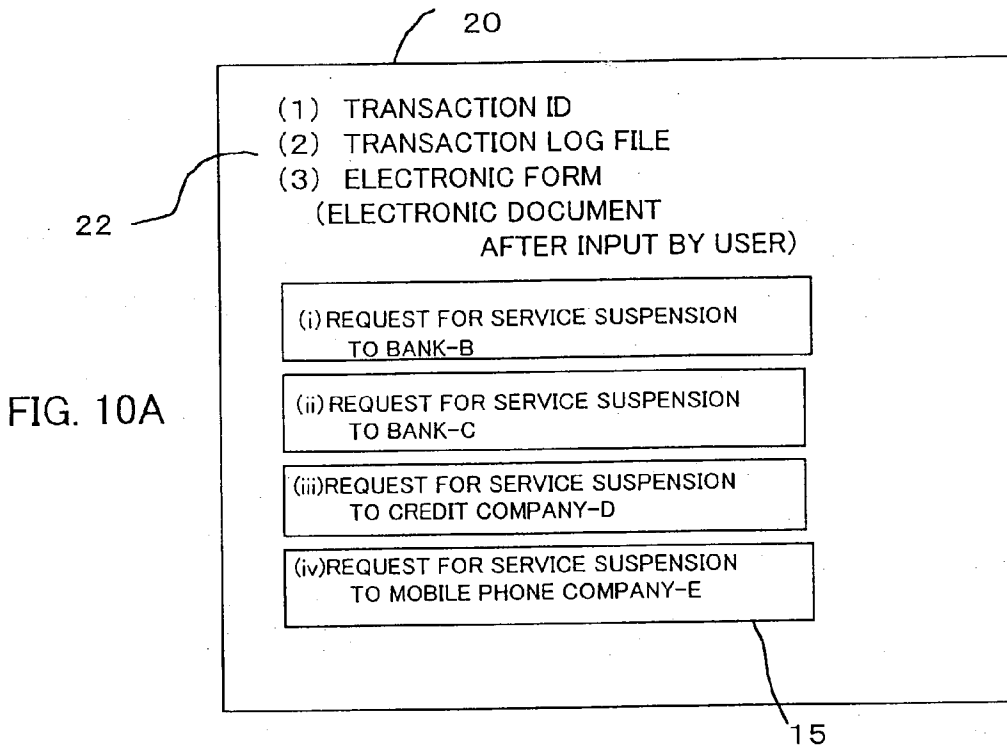 20
(1) TRANSACTION ID
(2) TRANSACTION LOG FILE
(3) ELECTRONIC FORM
(ELECTRONIC DOCUMENT
AFTER INPUT BY USER)
22
(i)REQUEST FOR SERVICE SUSPENSION
TO BANK-B
(ii)REQUEST FOR SERVICE SUSPENSION
TO BANK-C
FIG. 10A
(iii)REQUEST FOR SERVICE SUSPENSION
TO CREDIT COMPANY-D
(iv)REQUEST FOR SERVICE SUSPENSION
TO MOBILE PHONE COMPANY-E
15